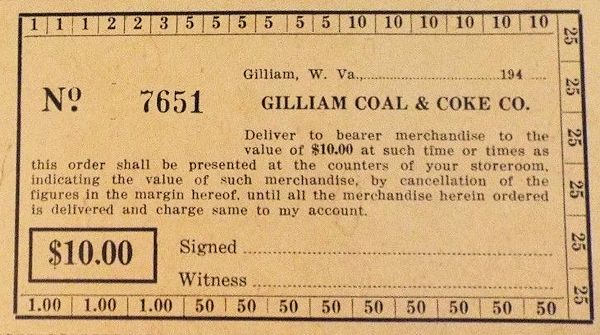 1 1 1 2 2 3 5 5 5 5 5 5 10 10 10 10 10 10
25 25 25 25 25 25
Gilliam, W. Va., 194
Nº 7651
GILLIAM COAL & COKE CO.
Deliver to bearer merchandise to the
value of $10.00 at such time or times as
this order shall be presented at the counters of your storeroom,
indicating the value of such merchandise, by cancellation of the
figures in the margin hereof, until all the merchandise herein ordered
is delivered and charge same to my account.
$10.00
Signed
Witness
1.00 1.00 1.00 50 50 50 50 50 50 50 50 50